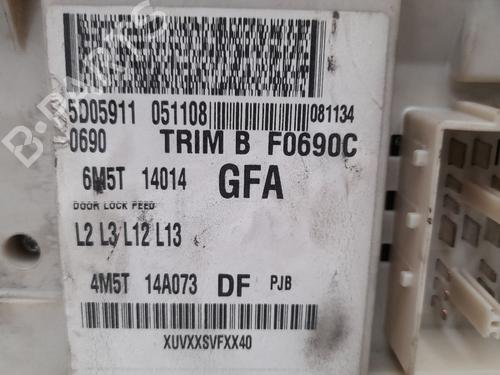 B-PARTS
5D05911 051108 081134
0690 TRIM B F0690C
6M5T 14014 GFA
DOOR LOCK FEED
L2 L3 L12 L13
4M5T 14A073 DF PJB
XUVXXSVFXX40